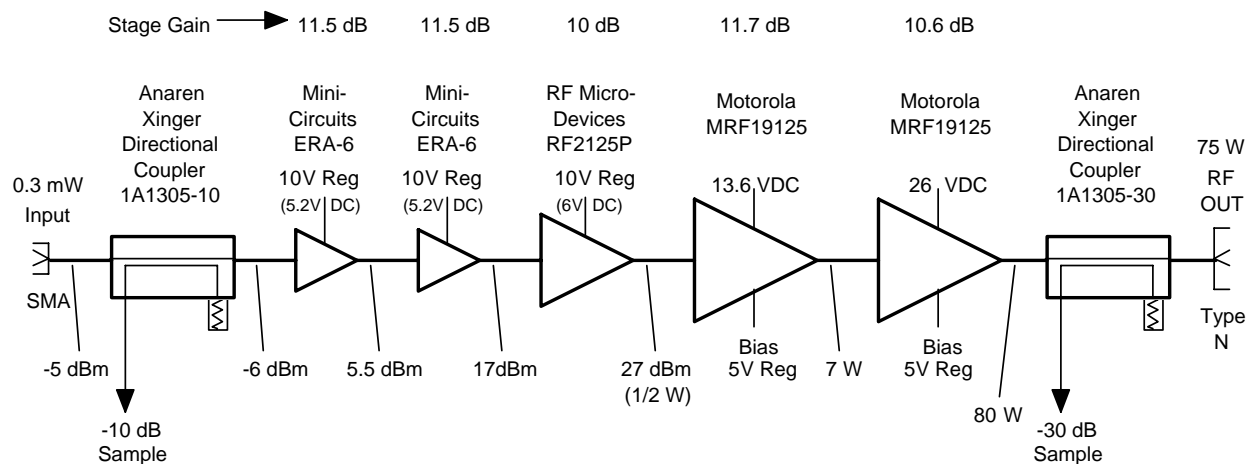 Stage Gain
11.5 dB
11.5 dB
10 dB
11.7 dB
10.6 dB
Anaren
Xinger
Directional
Coupler
1A1305-10
Mini-
Circuits
ERA-6
Mini-
Circuits
ERA-6
RF Micro-
Devices
RF2125P
Motorola
MRF19125
Motorola
MRF19125
Anaren
Xinger
Directional
Coupler
1A1305-30
0.3 mW
Input
SMA
10V Reg
(5.2V DC)
10V Reg
(5.2V DC)
10V Reg
(6V DC)
13.6 VDC
26 VDC
75 W
RF
OUT
Type
N
Bias
5V Reg
Bias
5V Reg
-5 dBm
-6 dBm
5.5 dBm
17dBm
27 dBm
(1/2 W)
7 W
80 W
-10 dB
Sample
-30 dB
Sample